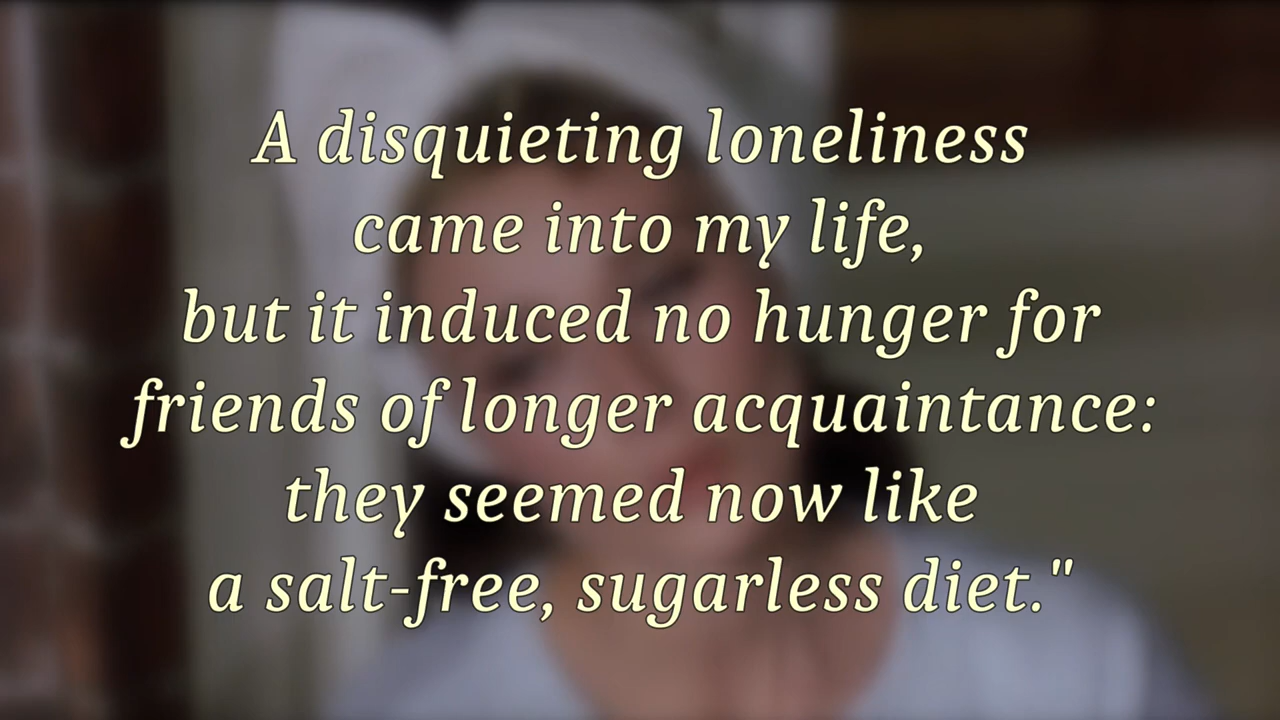 A disquieting loneliness
came into my life,
but it induced no hunger for
friends of longer acquaintance:
they seemed now like
a salt-free, sugarless diet."